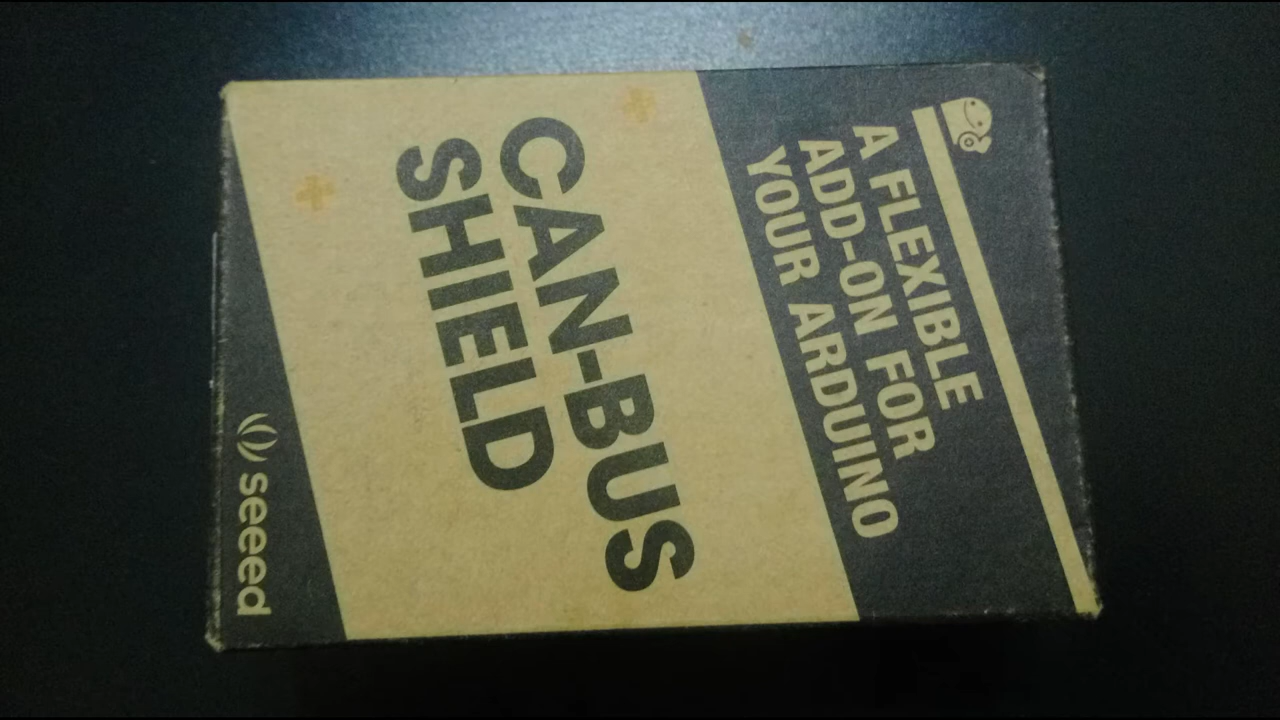 A FLEXIBLE
ADD-ON FOR
YOUR ARDUINO
CAN-BUS
SHIELD
seeed